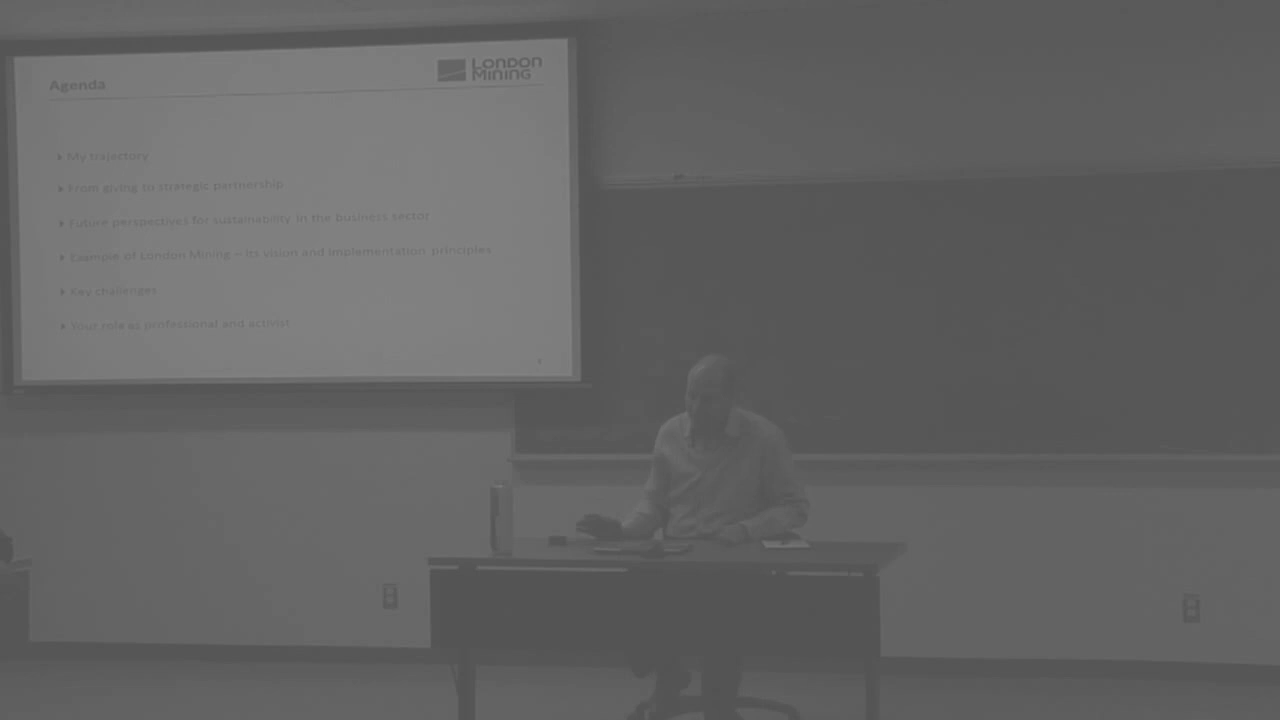 Agenda
LONDON
MINING
My trajectory
From giving to strategic partnership
Future perspectives for sustainability in the business sector
Example of London Mining – its vision and implementation principles
Key challenges
Your role as professional and activist